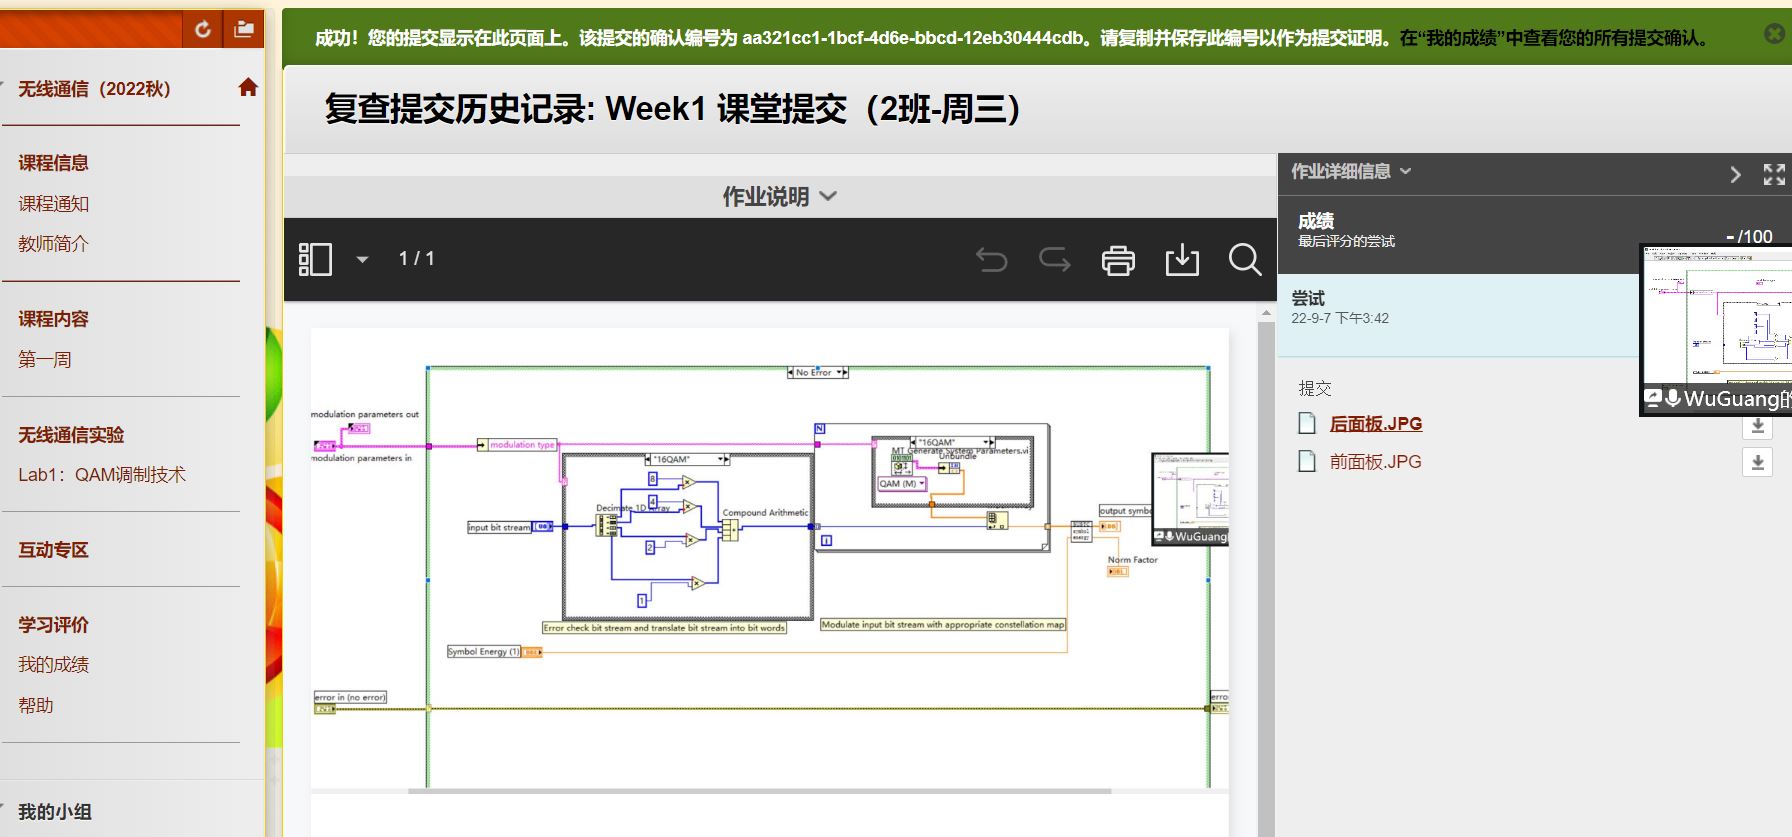 成功！您的提交显示在此页面上。该提交的确认编号为 aa321cc1-1bcf-4d6e-bbcd-12eb30444cdb。请复制并保存此编号以作为提交证明。在“我的成绩”中查看您的所有提交确认。
无线通信（2022秋）
课程信息
课程通知
教师简介
课程内容
第一周
无线通信实验
Lab1：QAM调制技术
互动专区
学习评价
我的成绩
帮助
我的小组
复查提交历史记录: Week1 课堂提交（2班-周三）
作业说明
1 / 1
No Error
modulation parameters out
modulation parameters in
modulation type
"16QAM"
8
Decimate 1D Array
4
Compound Arithmetic
input bit stream
2
1
N
"16QAM"
MT Generate System Parameters.vi
Unbundle
QAM (M)
i
output symbo
symbol
energy
Norm Factor
WuGuang
Error check bit stream and translate bit stream into bit words
Modulate input bit stream with appropriate constellation map
Symbol Energy (1)
error in (no error)
erro
作业详细信息
成绩
最后评分的尝试
-/100
尝试
22-9-7 下午3:42
WuGuang的
提交
后面板.JPG
前面板.JPG